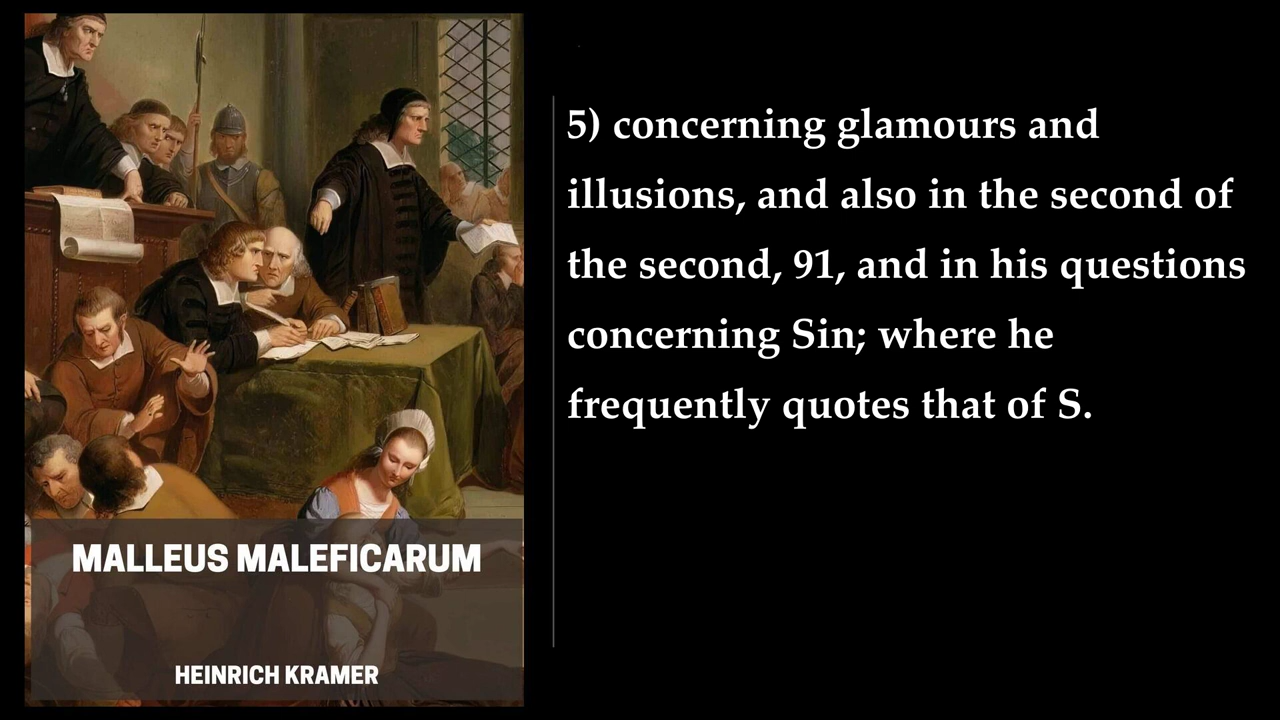 5) concerning glamours and
illusions, and also in the second of
the second, 91, and in his questions
concerning Sin; where he
frequently quotes that of S.
MALLEUS MALEFICARUM
HEINRICH KRAMER